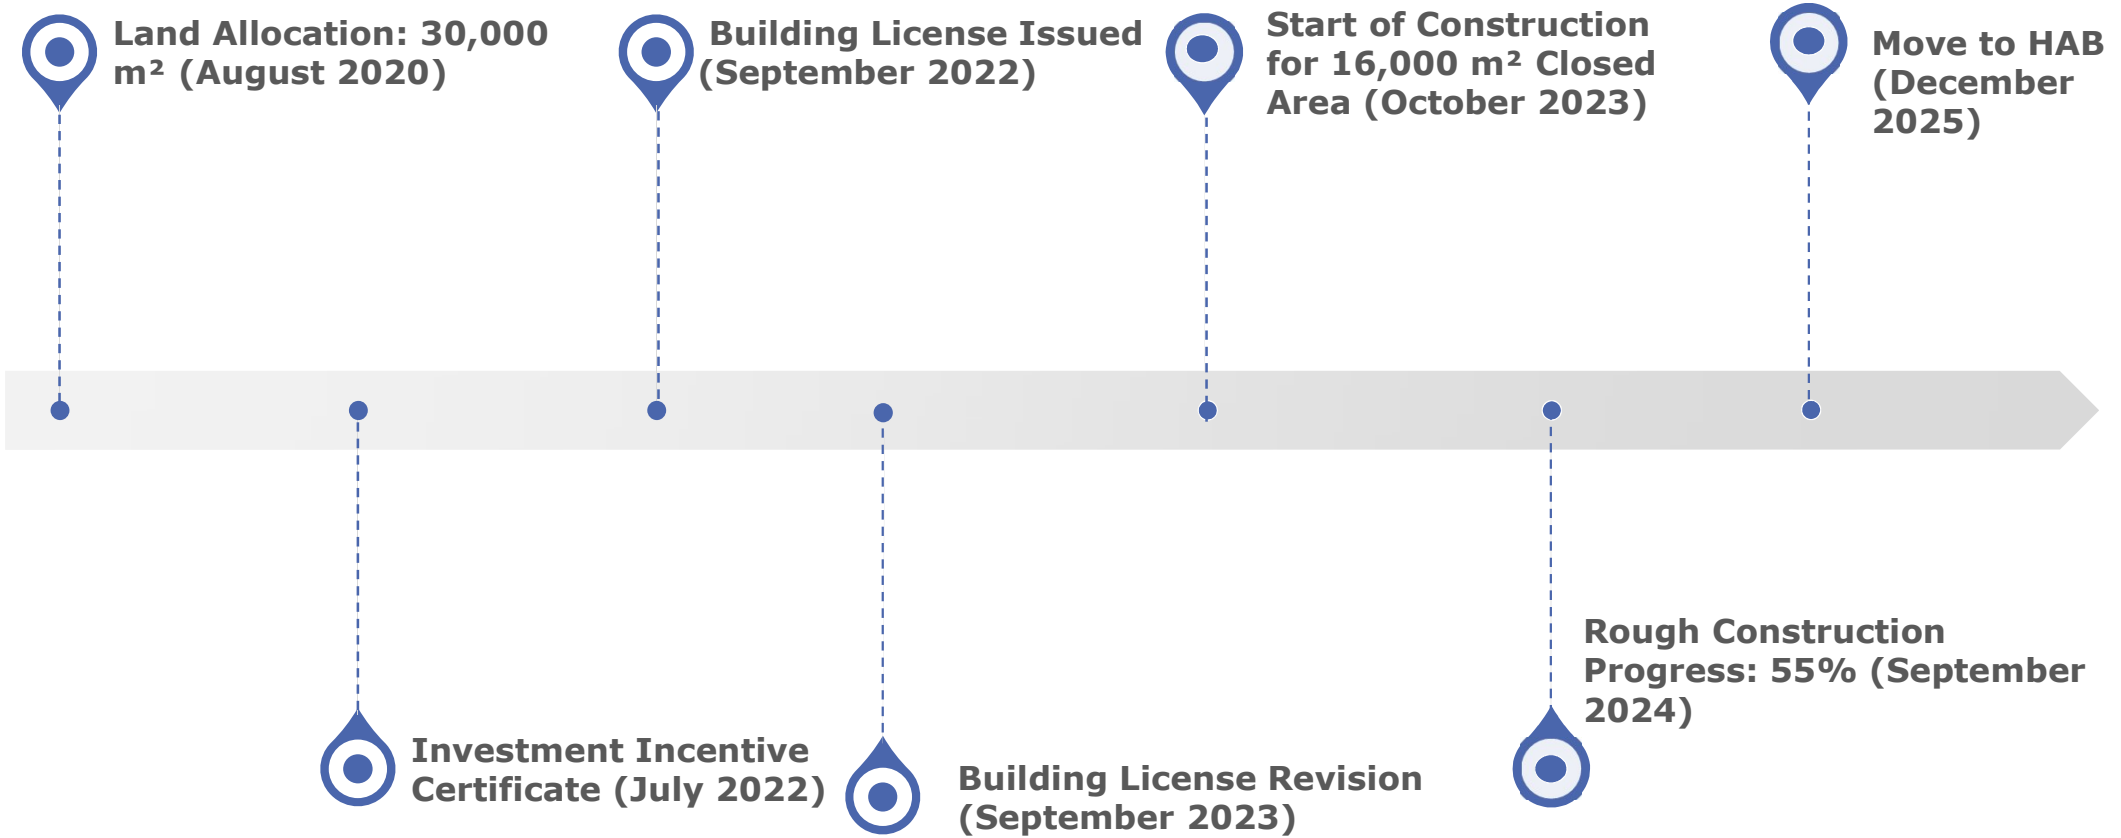 Land Allocation: 30,000
m² (August 2020)
Building License Issued
(September 2022)
Start of Construction
for 16,000 m² Closed
Area (October 2023)
Move to HAB
(December
2025)
Investment Incentive
Certificate (July 2022)
Building License Revision
(September 2023)
Rough Construction
Progress: 55% (September
2024)